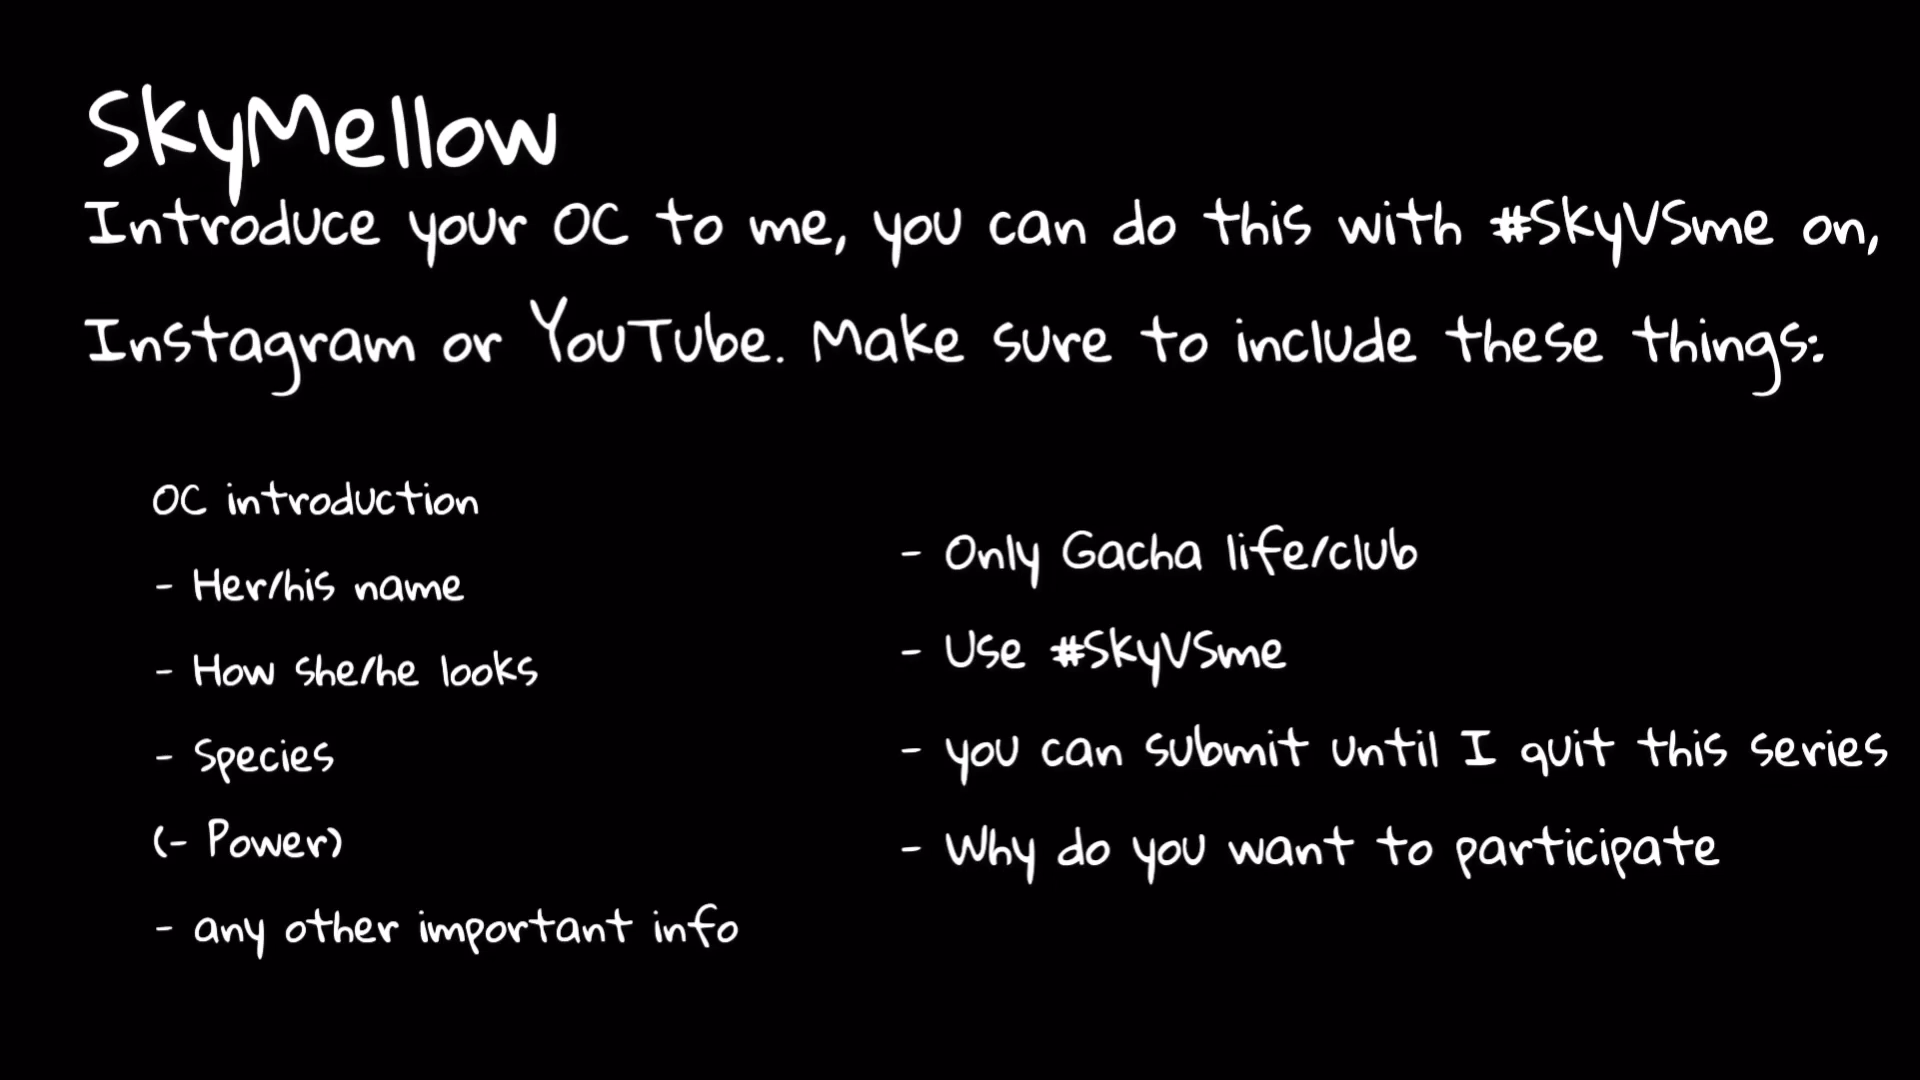 SkyMellow
Introduce your OC to me, you can do this with #SkyVSme on,
Instagram or YouTube. Make sure to include these things:
OC introduction
- Her/his name
- How she/he looks
- Species
(- Power)
- any other important info
- Only Gacha life/club
- Use #SkyVSme
- you can submit until I quit this series
- Why do you want to participate